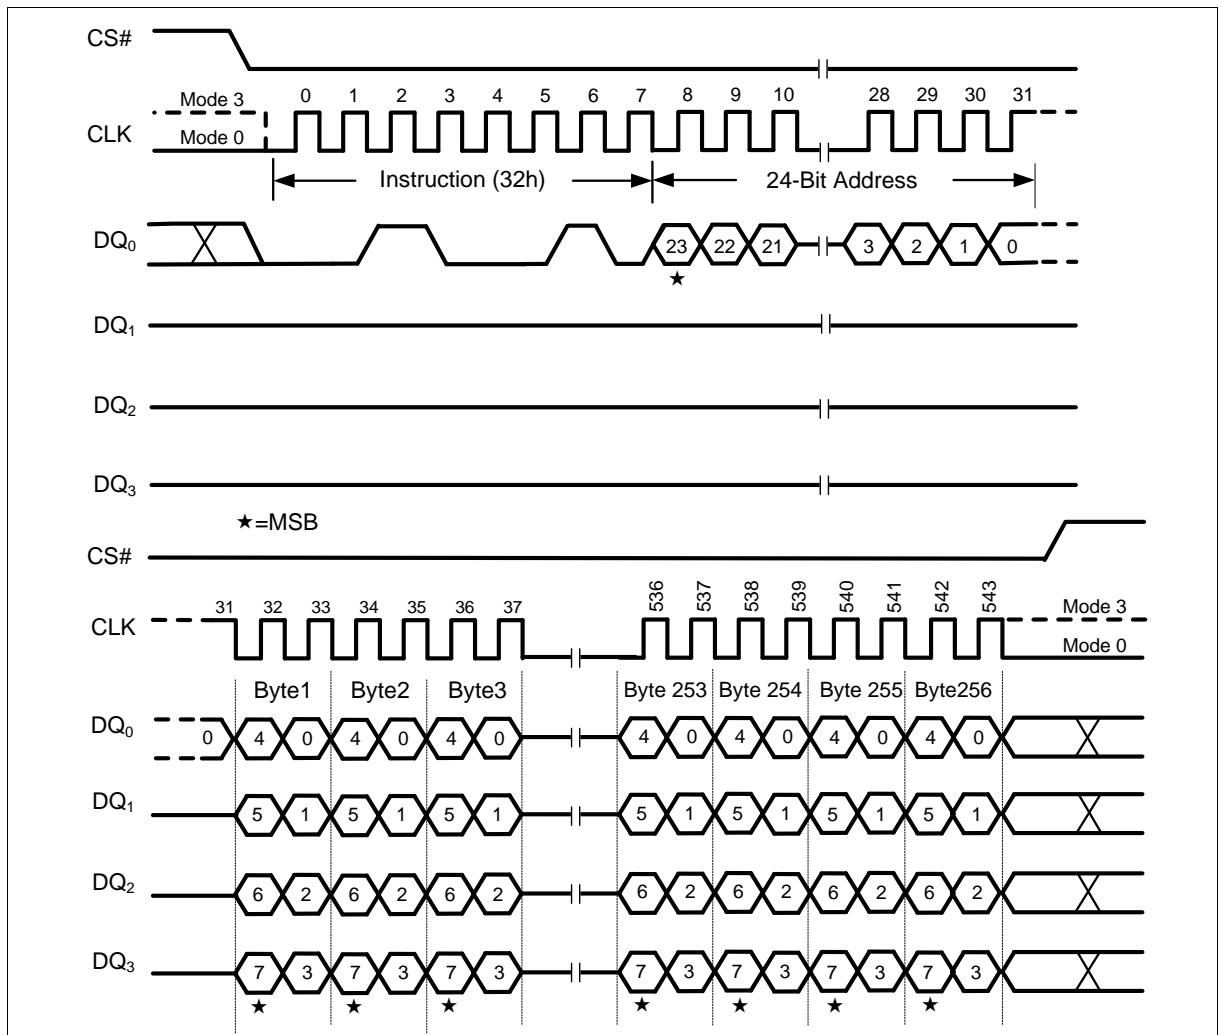 CS#
Mode 3
0 1 2 3 4 5 6 7 8 9 10 28 29 30 31
CLK
Mode 0
Instruction (32h) 24-Bit Address
DQ0 23 22 21 3 2 1 0
★
DQ1
DQ2
DQ3
★=MSB
CS#
31 32 33 34 35 36 37 536 537 538 539 540 541 542 543
Mode 3
CLK
Mode 0
Byte1 Byte2 Byte3 Byte 253 Byte 254 Byte 255 Byte256
DQ0 0 4 0 4 0 4 0 4 0 4 0 4 0 4 0
DQ1 5 1 5 1 5 1 5 1 5 1 5 1 5 1
DQ2 6 2 6 2 6 2 6 2 6 2 6 2 6 2
DQ3 7 3 7 3 7 3 7 3 7 3 7 3 7 3
★ ★ ★ ★ ★ ★ ★